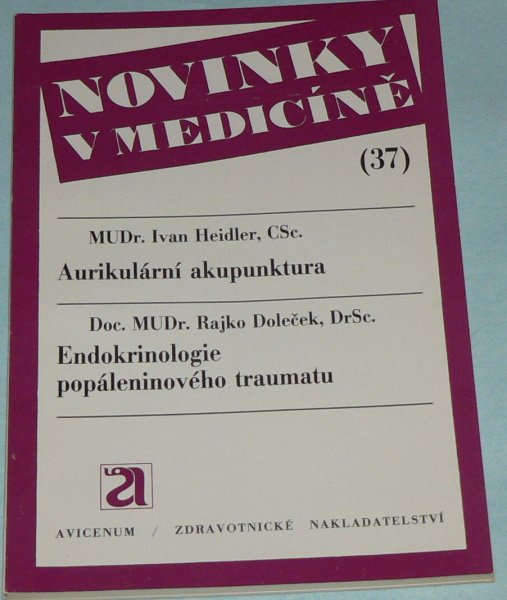 NOVINKY
V MEDICÍNĚ
(37)
MUDr. Ivan Heidler, CSc.
Aurikulární akupunktura
Doc. MUDr. Rajko Doleček, DrSc.
Endokrinologie
popáleninového traumatu
AVICENUM / ZDRAVOTNICKÉ NAKLADATELSTVÍ